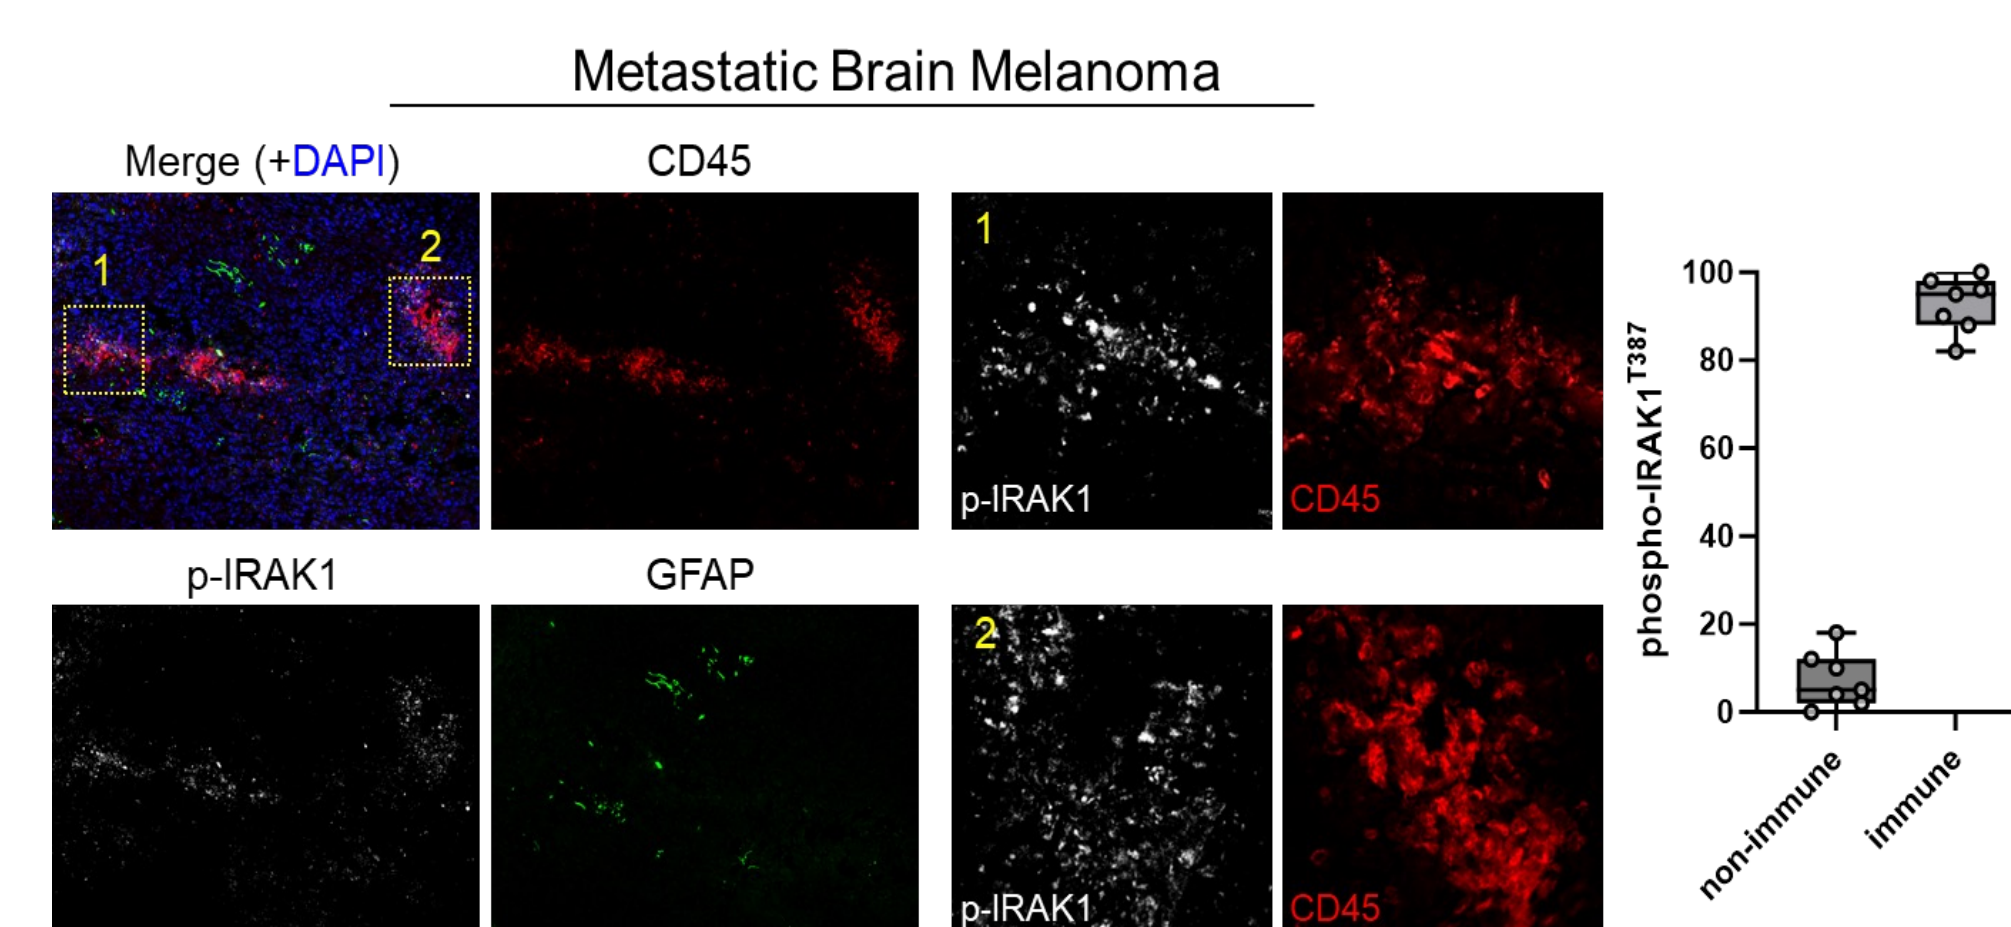 Metastatic Brain Melanoma
Merge (+DAPI)
CD45
1
2
1
p-IRAK1
CD45
p-IRAK1
GFAP
2
p-IRAK1
CD45
phospho-IRAK1T387
100
80
60
40
20
0
non-immune
immune